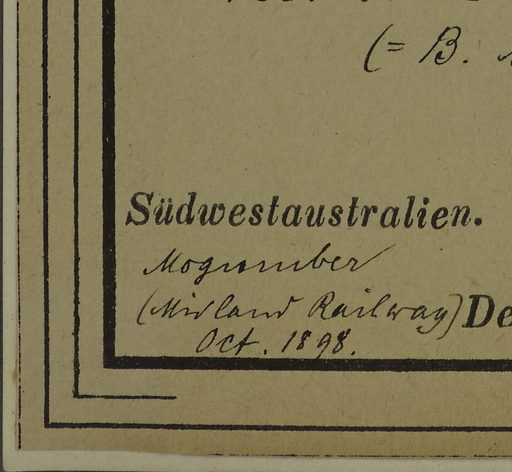 (= B.
Südwestaustralien.
Mogumber
(Midland Railway) De
Oct. 1898.